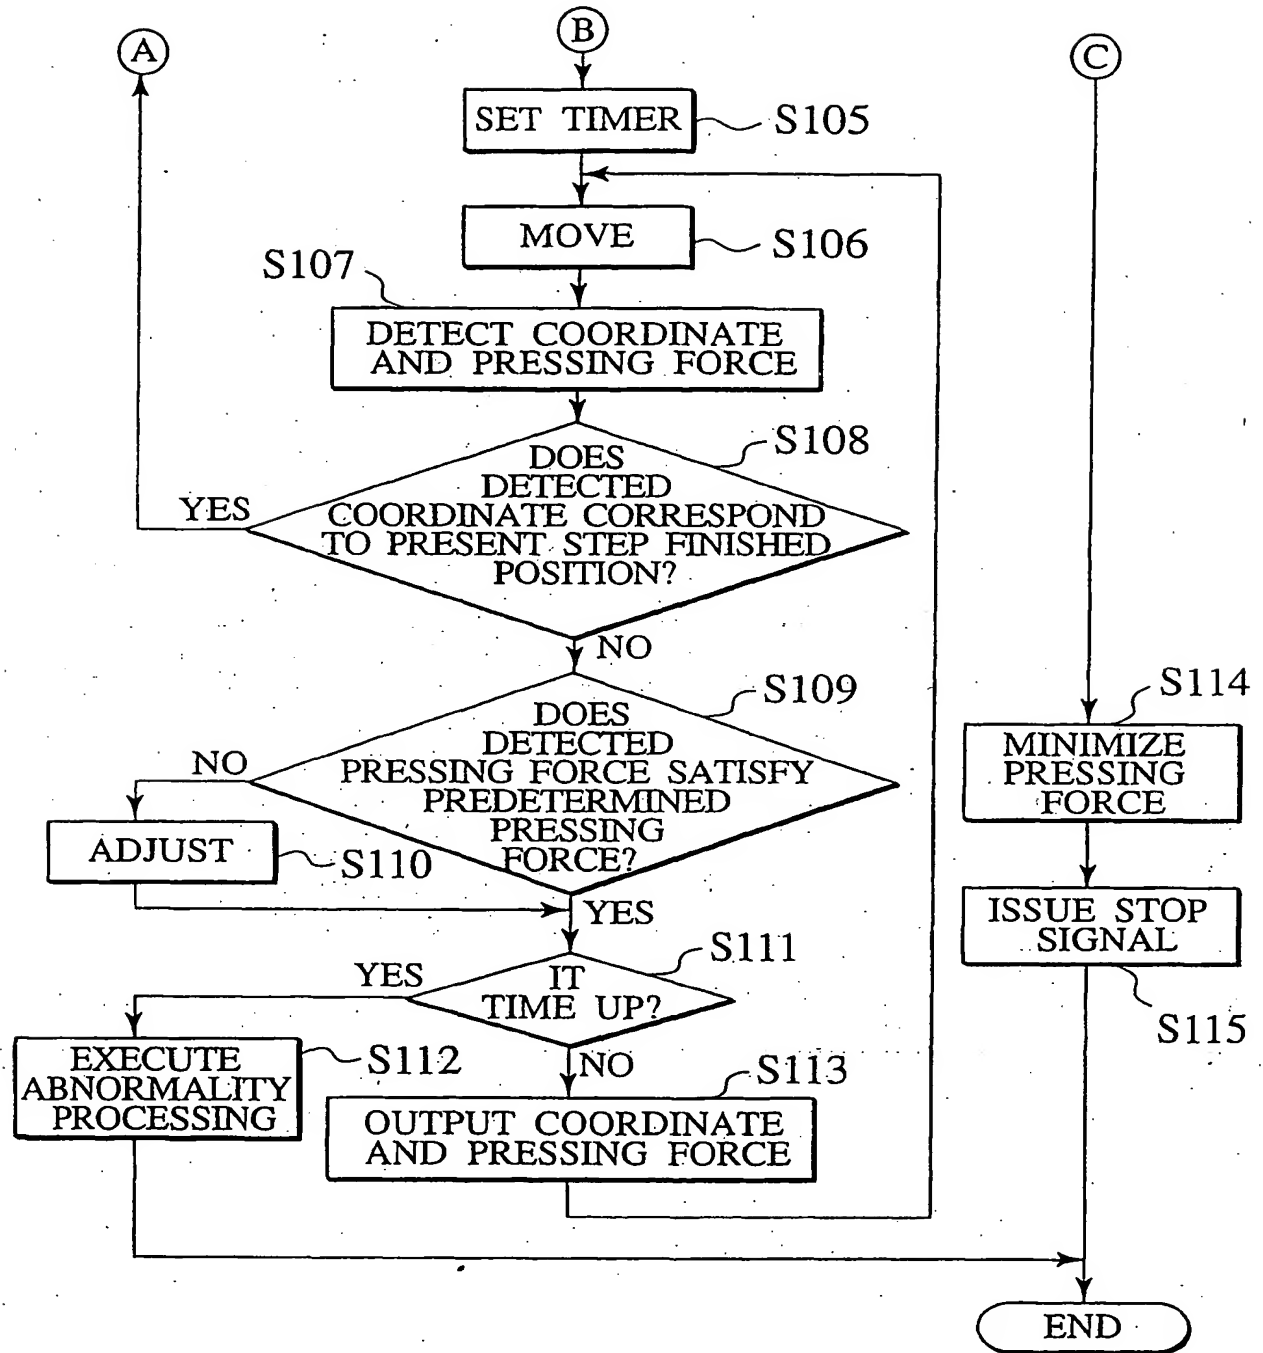 A
B
C
SET TIMER
S105
MOVE
S106
S107
DETECT COORDINATE
AND PRESSING FORCE
S108
DOES
DETECTED
COORDINATE CORRESPOND
TO PRESENT STEP FINISHED
POSITION?
YES
NO
S109
DOES
DETECTED
PRESSING FORCE SATISFY
PREDETERMINED
PRESSING
FORCE?
NO
ADJUST
S110
YES
S111
IT
TIME UP?
YES
EXECUTE
ABNORMALITY
PROCESSING
S112
NO
S113
OUTPUT COORDINATE
AND PRESSING FORCE
S114
MINIMIZE
PRESSING
FORCE
ISSUE STOP
SIGNAL
S115
END